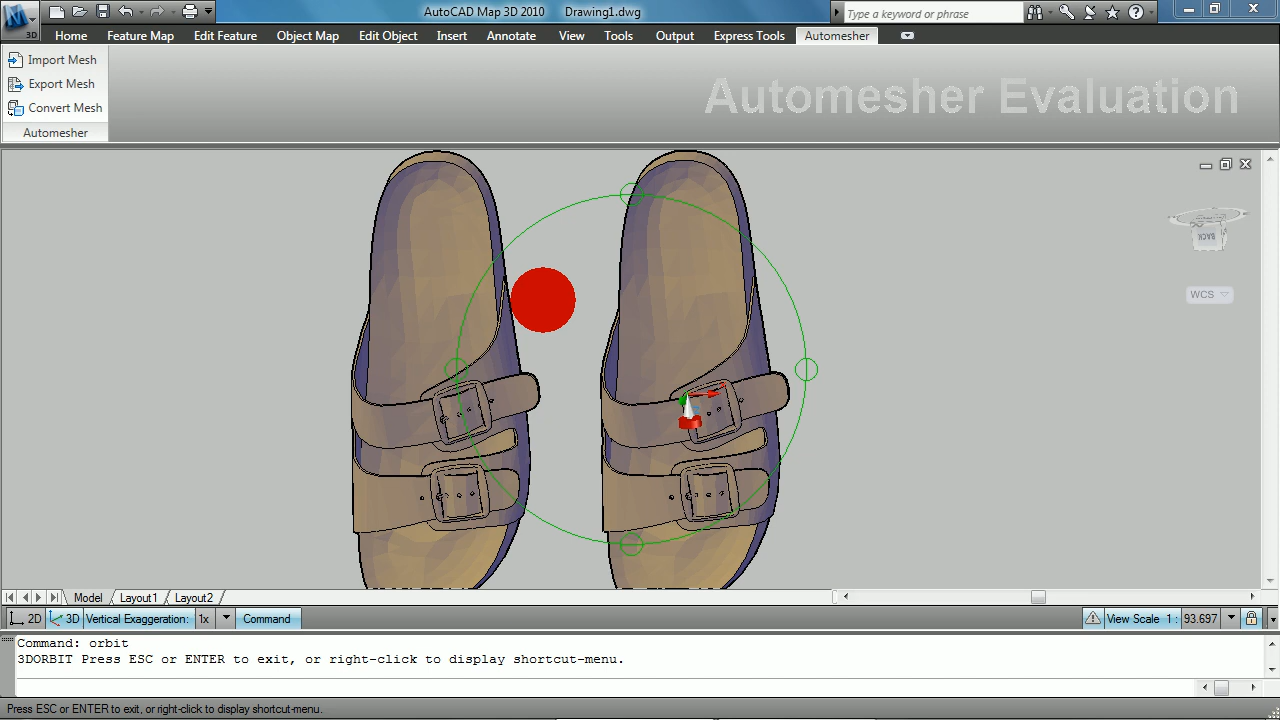 AutoCAD Map 3D 2010 Drawing1.dwg
Type a keyword or phrase
3D
Home Feature Map Edit Feature Object Map Edit Object Insert Annotate View Tools Output Express Tools Automesher
Import Mesh
Export Mesh
Convert Mesh
Automesher
Automesher Evaluation
BACK
WCS
Model Layout1 Layout2
2D 3D Vertical Exaggeration: 1x Command View Scale 1 : 93.697
Command: orbit
3DORBIT Press ESC or ENTER to exit, or right-click to display shortcut-menu.
Press ESC or ENTER to exit, or right-click to display shortcut-menu.